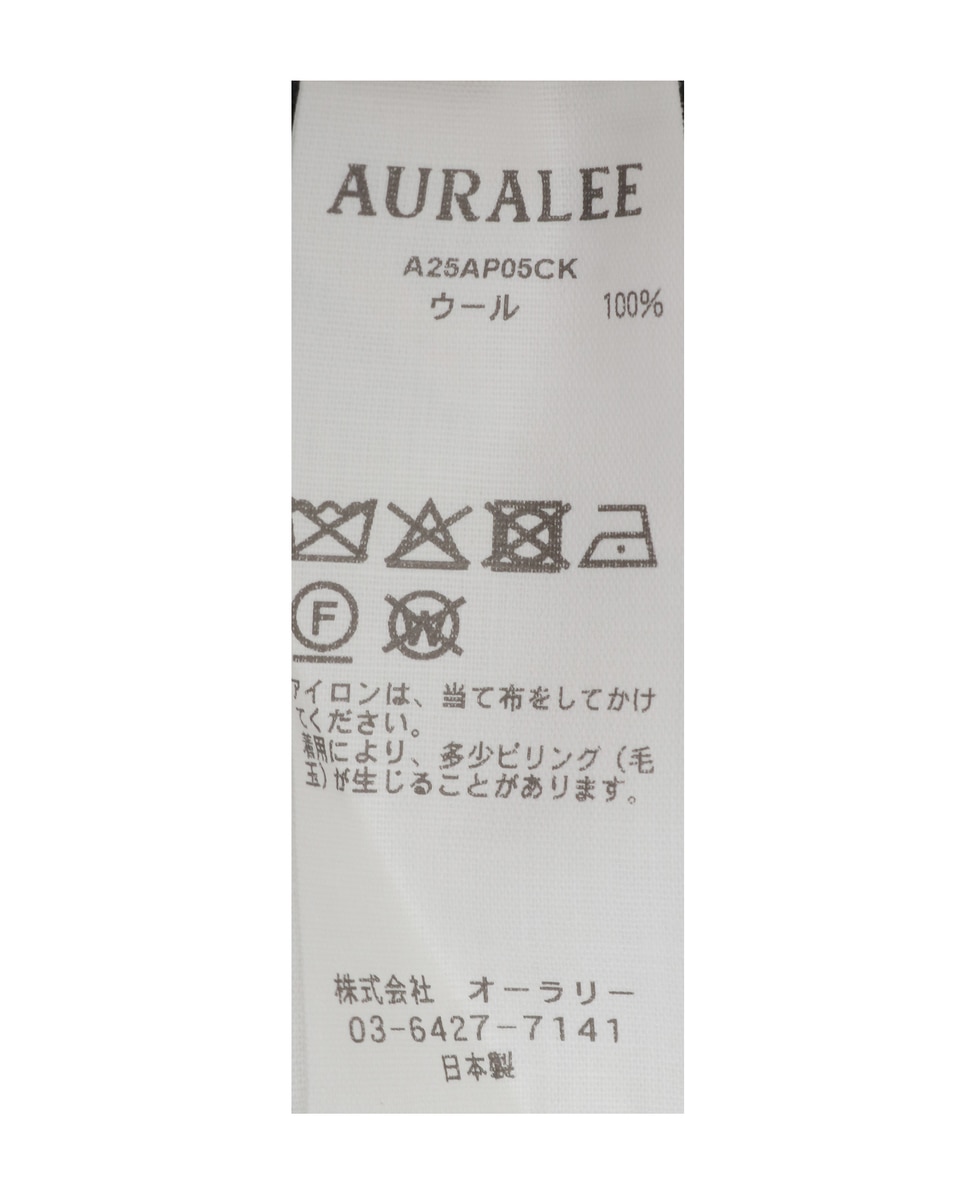 AURALEE
A25AP05CK
ウール 100%
F
W
アイロンは、当て布をしてかけ
てください。
着用により、多少ピリング(毛
玉)が生じることがあります。
株式会社 オーラリー
03-6427-7141
日本製